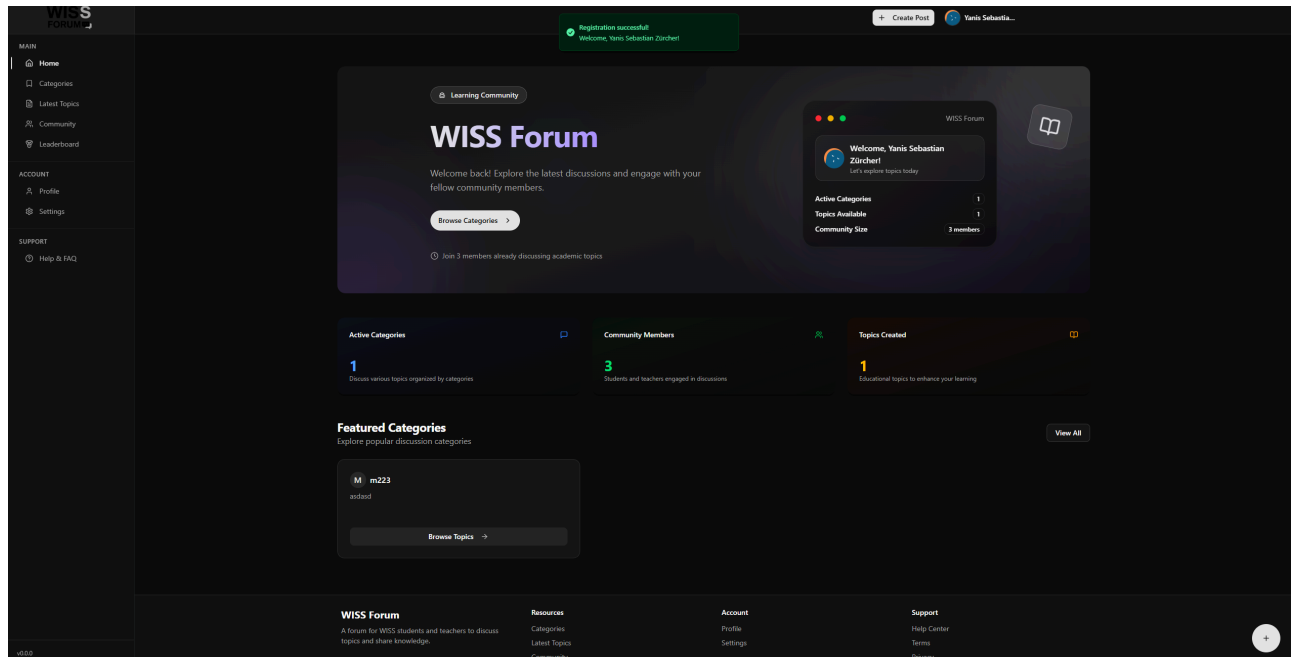 WISS
FORUM
+ Create Post
Yanis Sebastia...
Registration successful!
Welcome, Yanis Sebastian Zürcher!
MAIN
Home
Categories
Latest Topics
Community
Leaderboard
ACCOUNT
Profile
Settings
SUPPORT
Help & FAQ
v0.0.0
Learning Community
WISS Forum
Welcome back! Explore the latest discussions and engage with your
fellow community members.
Browse Categories
Join 3 members already discussing academic topics
WISS Forum
Welcome, Yanis Sebastian
Zürcher!
Let's explore topics today
Active Categories 1
Topics Available 1
Community Size 3 members
Active Categories
1
Discuss various topics organized by categories
Community Members
3
Students and teachers engaged in discussions
Topics Created
1
Educational topics to enhance your learning
Featured Categories
Explore popular discussion categories
View All
M m223
asdasd
Browse Topics
WISS Forum
A forum for WISS students and teachers to discuss
topics and share knowledge.
Resources
Categories
Latest Topics
Community
Account
Profile
Settings
Support
Help Center
Terms
Privacy
+